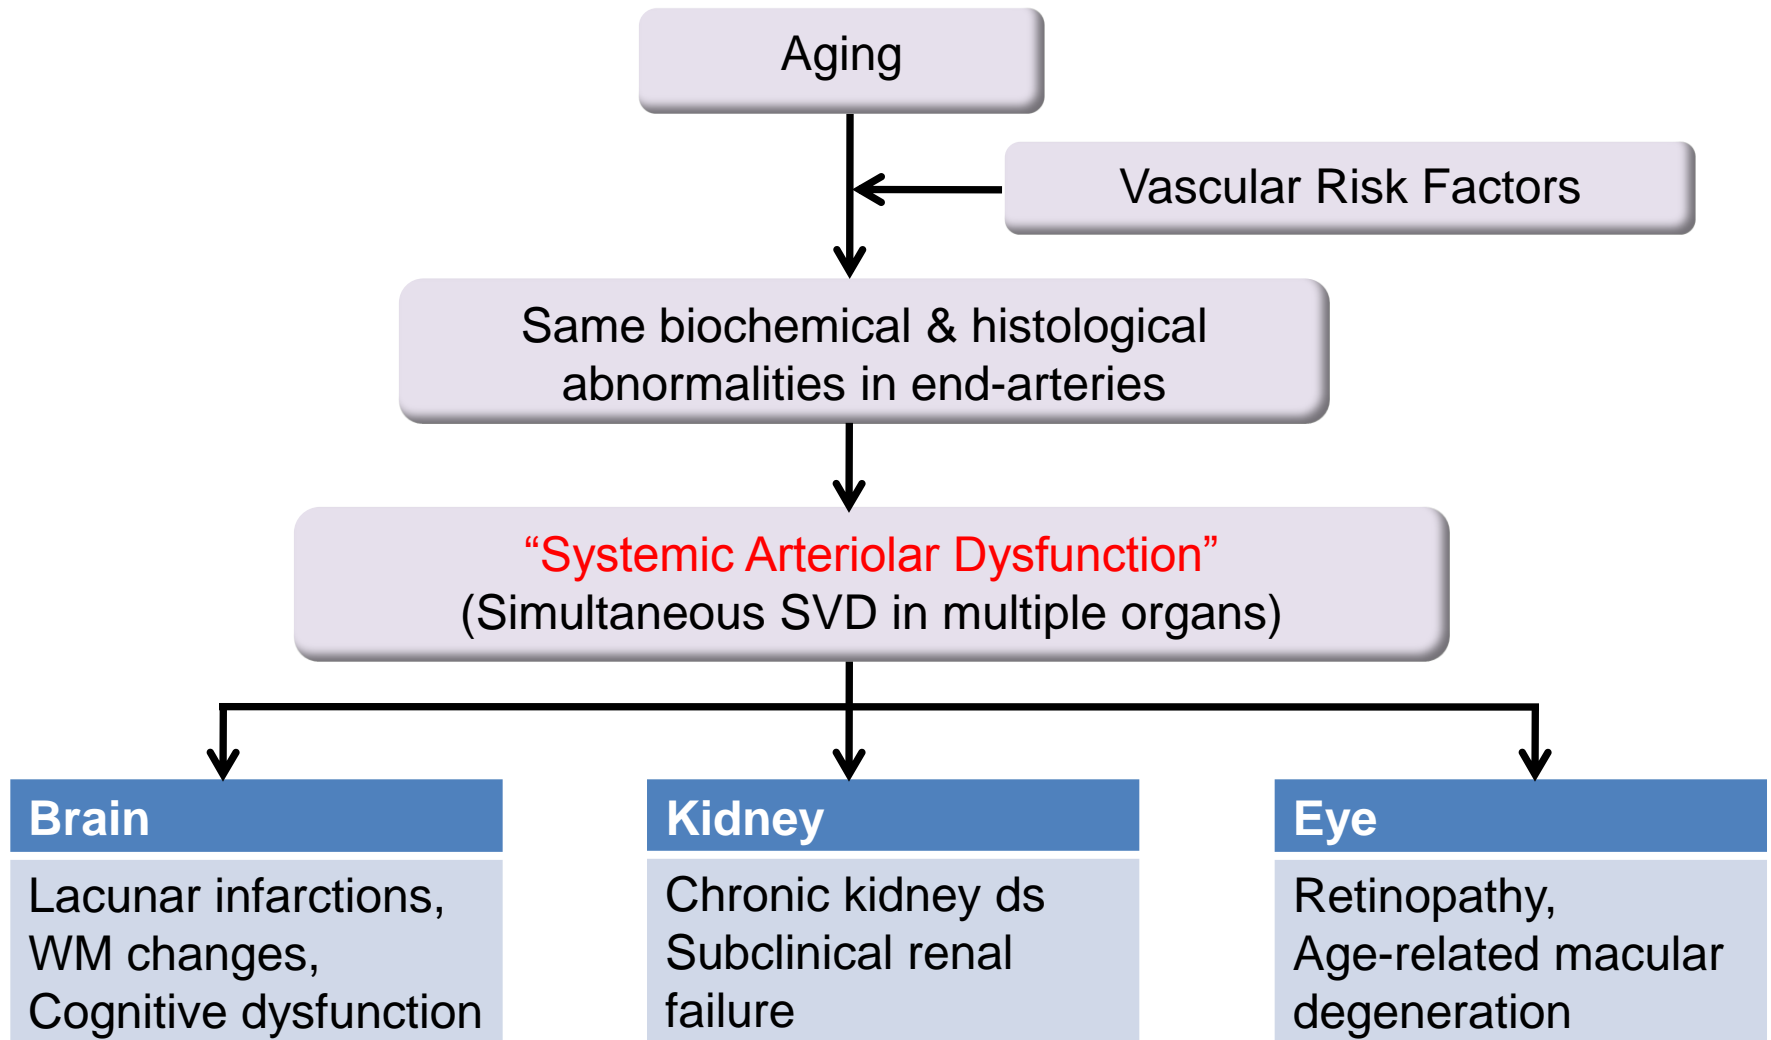 Aging
Vascular Risk Factors
Same biochemical & histological
abnormalities in end-arteries
“Systemic Arteriolar Dysfunction”
(Simultaneous SVD in multiple organs)
Brain
Lacunar infarctions,
WM changes,
Cognitive dysfunction
Kidney
Chronic kidney ds
Subclinical renal
failure
Eye
Retinopathy,
Age-related macular
degeneration